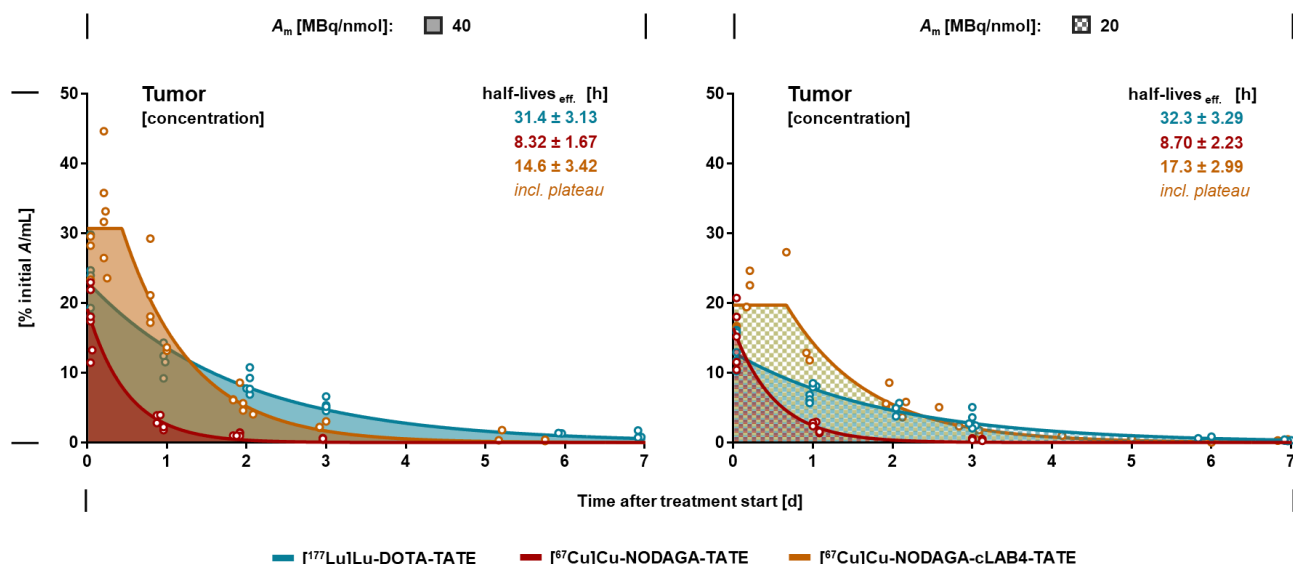 Aₘ [MBq/nmol]: 40
Aₘ [MBq/nmol]: 20
Tumor
[concentration]
half-lives eff. [h]
31.4 ± 3.13
8.32 ± 1.67
14.6 ± 3.42
incl. plateau
Tumor
[concentration]
half-lives eff. [h]
32.3 ± 3.29
8.70 ± 2.23
17.3 ± 2.99
incl. plateau
[% initial A/mL]
50
40
30
20
10
0
0 1 2 3 4 5 6 7
50
40
30
20
10
0
0 1 2 3 4 5 6 7
Time after treatment start [d]
[¹⁷⁷Lu]Lu-DOTA-TATE
[⁶⁷Cu]Cu-NODAGA-TATE
[⁶⁷Cu]Cu-NODAGA-cLAB4-TATE